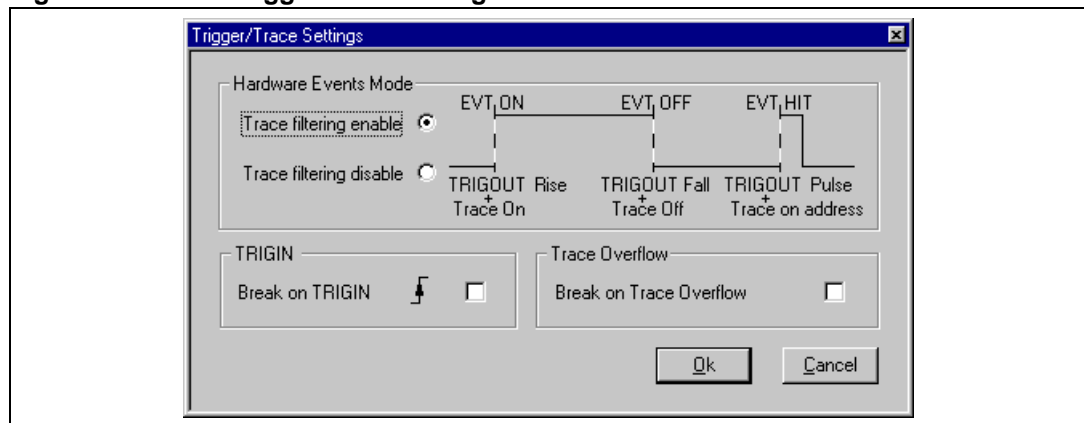 Trigger/Trace Settings
Hardware Events Mode
EVT ON EVT OFF EVT HIT
Trace filtering enable
Trace filtering disable
TRIGOUT Rise TRIGOUT Fall TRIGOUT Pulse
+ + +
Trace On Trace Off Trace on address
TRIGIN Trace Overflow
Break on TRIGIN Break on Trace Overflow
Ok Cancel